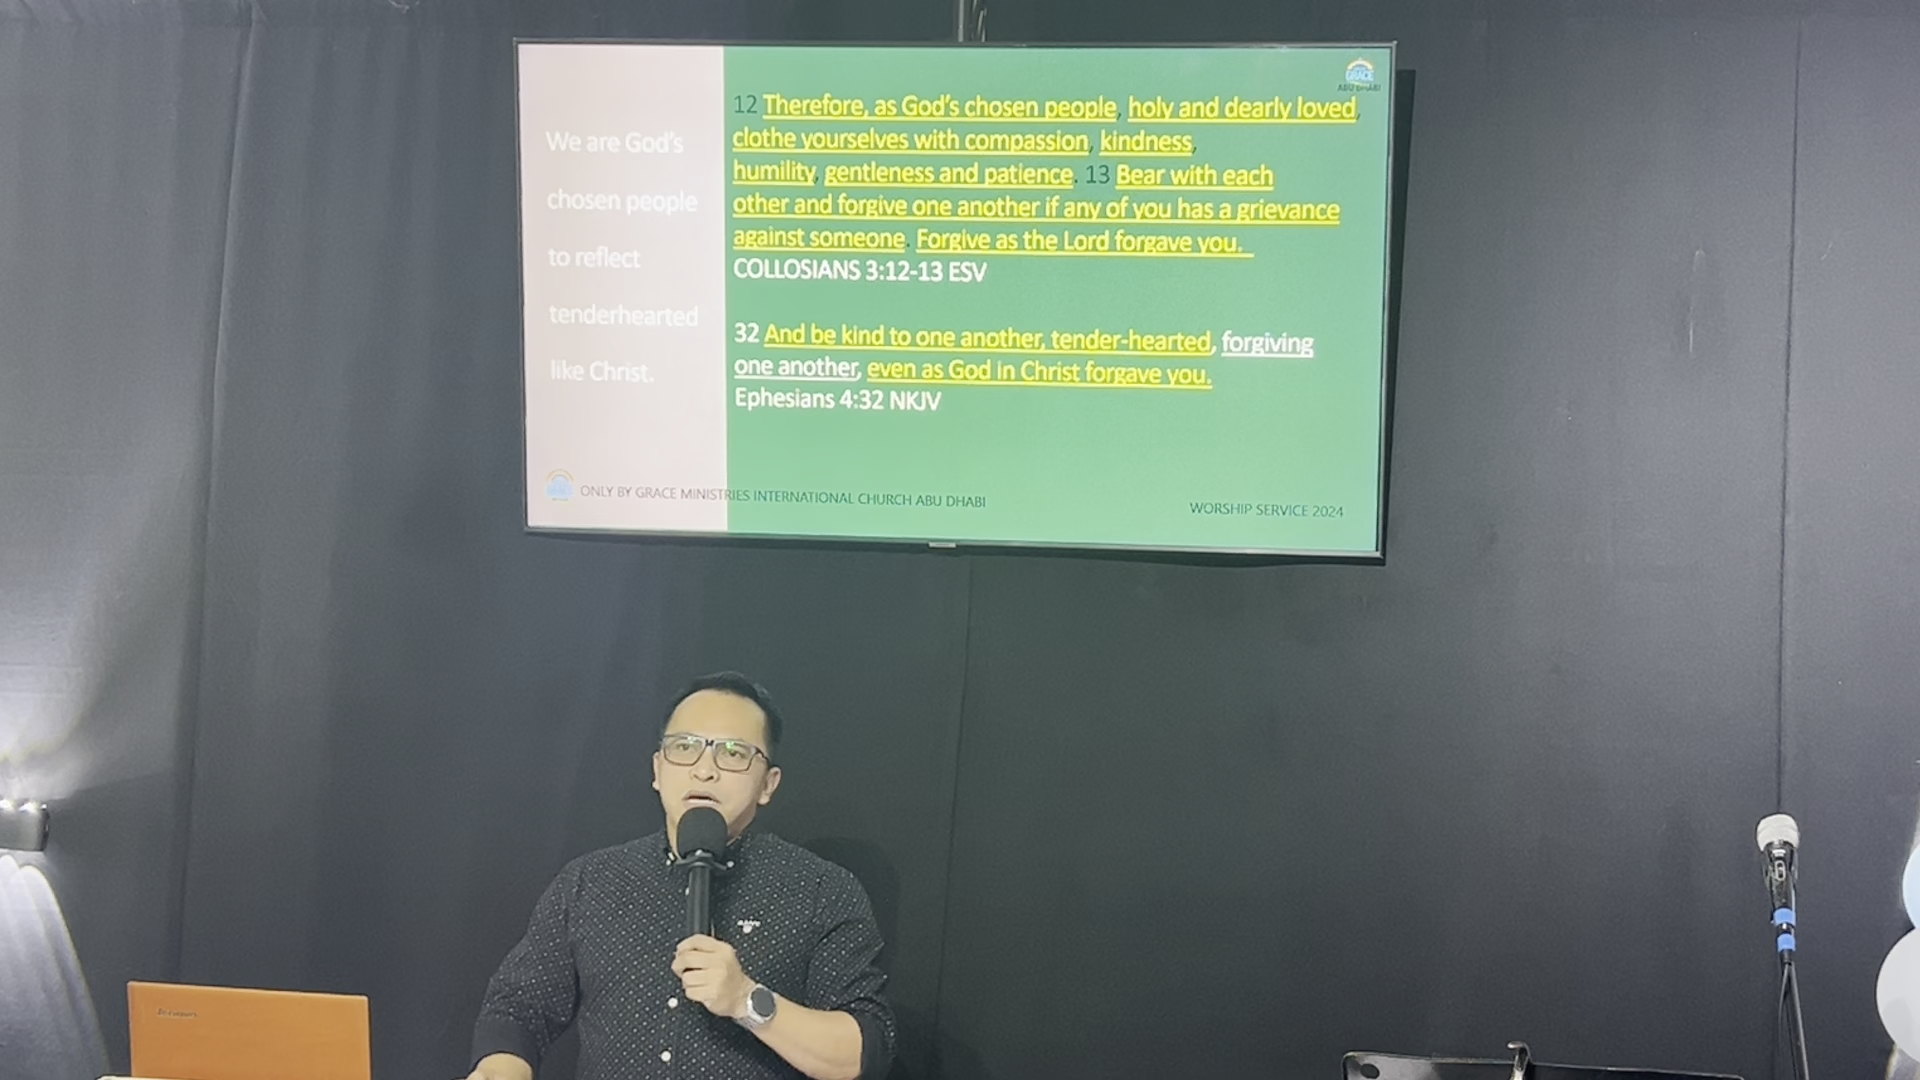 We are God's
chosen people
to reflect
tenderhearted
like Christ.
12 Therefore, as God's chosen people, holy and dearly loved,
clothe yourselves with compassion, kindness,
humility, gentleness and patience. 13 Bear with each
other and forgive one another if any of you has a grievance
against someone. Forgive as the Lord forgave you.
COLLOSIANS 3:12-13 ESV
32 And be kind to one another, tender-hearted, forgiving
one another, even as God in Christ forgave you.
Ephesians 4:32 NKJV
GRACE
ABU DHABI
ONLY BY GRACE MINISTRIES INTERNATIONAL CHURCH ABU DHABI
WORSHIP SERVICE 2024